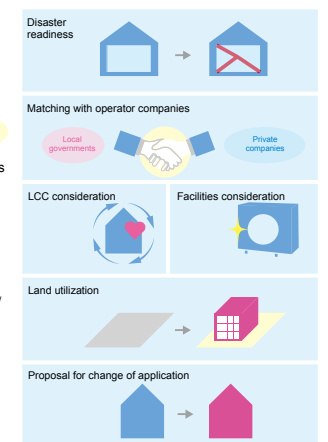 Disaster
readiness
Matching with operator companies
Local
governments
Private
companies
s
LCC consideration
Facilities consideration
Land utilization
Proposal for change of application